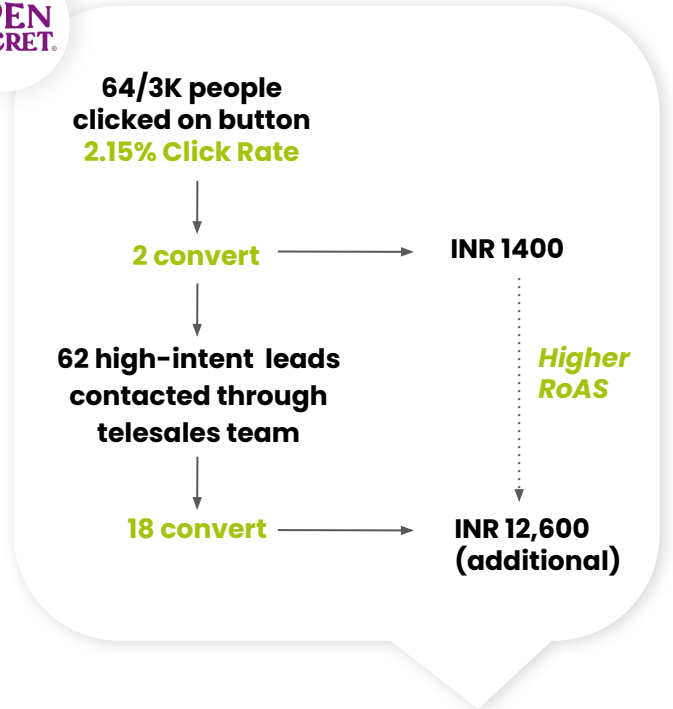 64/3K people
clicked on button
2.15% Click Rate
2 convert
INR 1400
62 high-intent leads
contacted through
telesales team
Higher
RoAS
18 convert
INR 12,600
(additional)